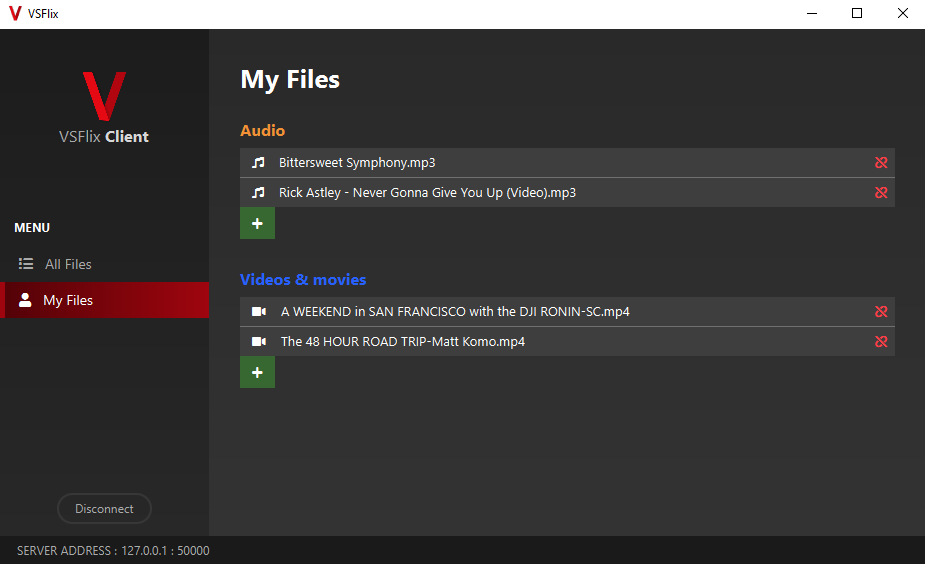 VSFlix
VSFlix Client
MENU
All Files
My Files
Disconnect
My Files
Audio
Bittersweet Symphony.mp3
Rick Astley - Never Gonna Give You Up (Video).mp3
+
Videos & movies
A WEEKEND in SAN FRANCISCO with the DJI RONIN-SC.mp4
The 48 HOUR ROAD TRIP-Matt Komo.mp4
+
SERVER ADDRESS : 127.0.0.1 : 50000